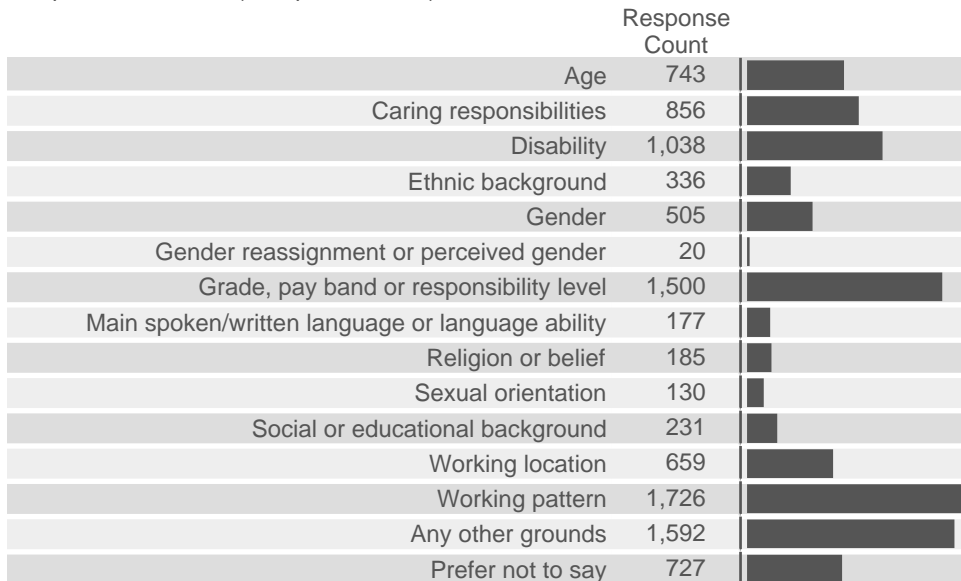 Response
Count
Age 743
Caring responsibilities 856
Disability 1,038
Ethnic background 336
Gender 505
Gender reassignment or perceived gender 20
Grade, pay band or responsibility level 1,500
Main spoken/written language or language ability 177
Religion or belief 185
Sexual orientation 130
Social or educational background 231
Working location 659
Working pattern 1,726
Any other grounds 1,592
Prefer not to say 727